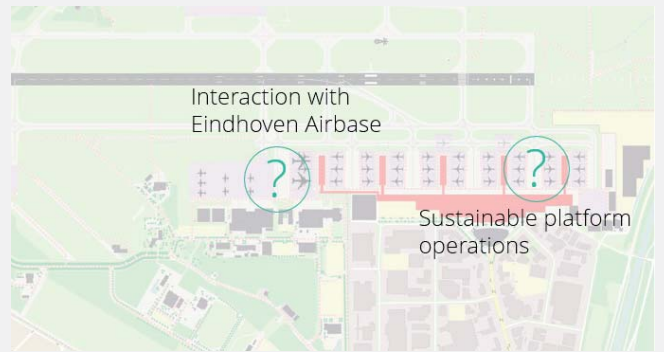 Interaction with
Eindhoven Airbase
?
?
Sustainable platform
operations